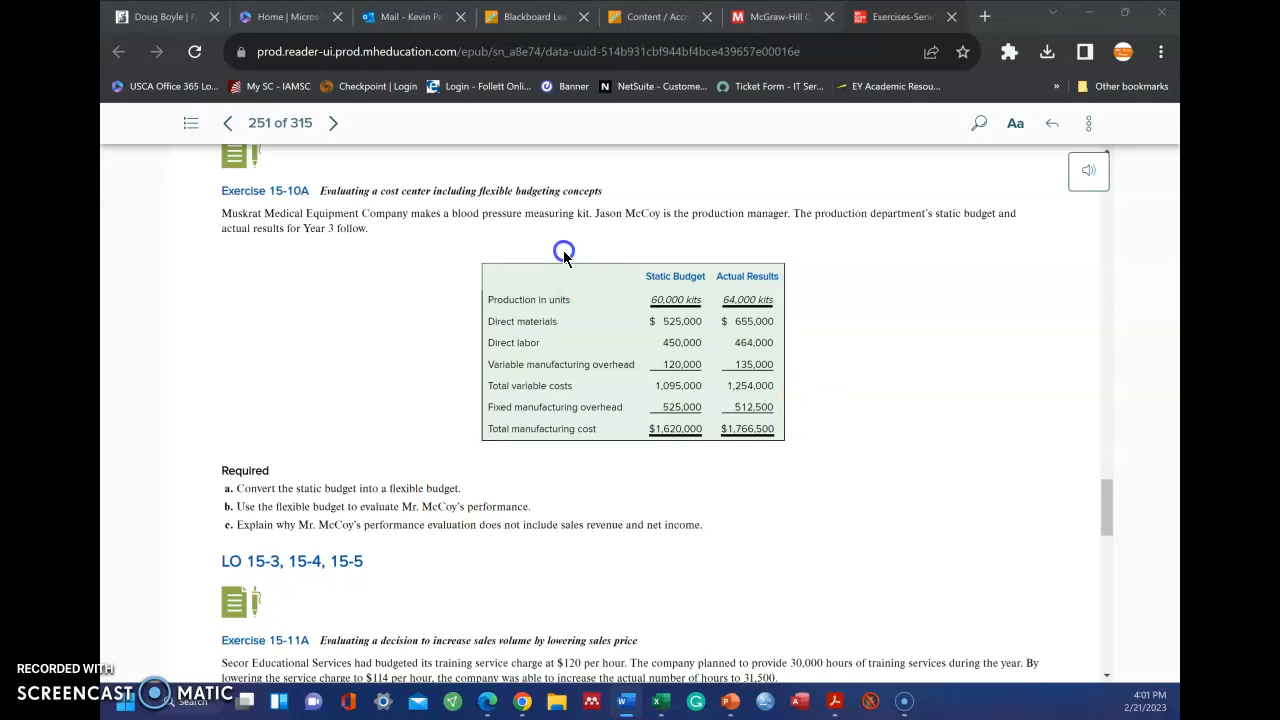 Doug Boyle | F
Home | Micros
Mail - Kevin Pa
Blackboard Lea
Content / Acco
McGraw-Hill C
Exercises-Serie
prod.reader-ui.prod.mheducation.com/epub/sn_a8e74/data-uuid-514b931cbf944bf4bce439657e00016e
USCA Office 365 Lo... My SC - IAMSC Checkpoint | Login Login - Follett Onli... Banner NetSuite - Custome... Ticket Form - IT Ser... EY Academic Resou... » Other bookmarks
251 of 315 Aa
Exercise 15-10A Evaluating a cost center including flexible budgeting concepts
Muskrat Medical Equipment Company makes a blood pressure measuring kit. Jason McCoy is the production manager. The production department's static budget and
actual results for Year 3 follow.
Static Budget Actual Results
Production in units 60,000 kits 64,000 kits
Direct materials $ 525,000 $ 655,000
Direct labor 450,000 464,000
Variable manufacturing overhead 120,000 135,000
Total variable costs 1,095,000 1,254,000
Fixed manufacturing overhead 525,000 512,500
Total manufacturing cost $1,620,000 $1,766,500
Required
a. Convert the static budget into a flexible budget.
b. Use the flexible budget to evaluate Mr. McCoy's performance.
c. Explain why Mr. McCoy's performance evaluation does not include sales revenue and net income.
LO 15-3, 15-4, 15-5
Exercise 15-11A Evaluating a decision to increase sales volume by lowering sales price
Secor Educational Services had budgeted its training service charge at $120 per hour. The company planned to provide 30,000 hours of training services during the year. By
lowering the service charge to $114 per hour, the company was able to increase the actual number of hours to 31,500.
RECORDED WITH
SCREENCAST MATIC
Search
4:01 PM
2/21/2023